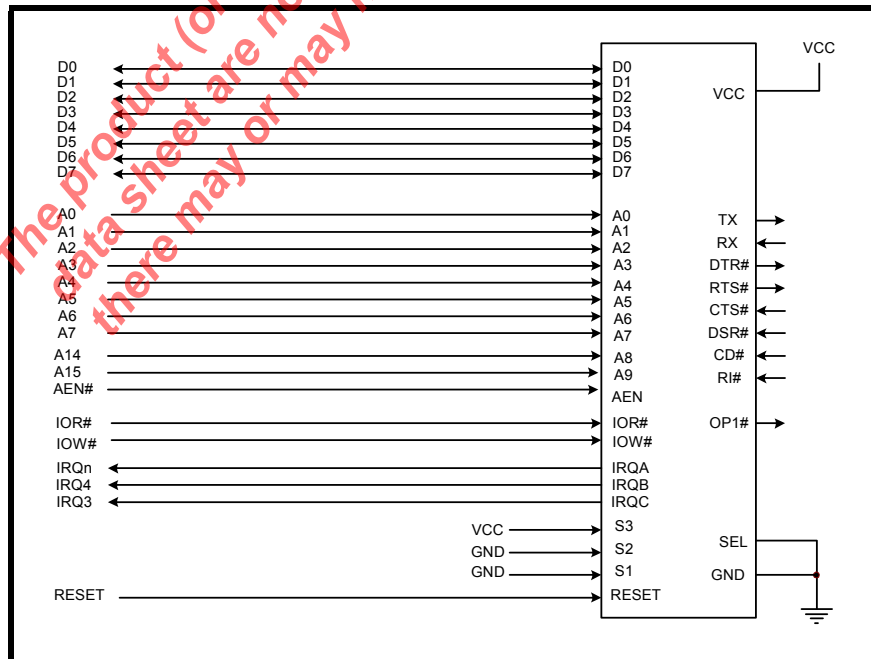 The product (or
data sheet are no
there may or may
VCC
D0 D0
D1 D1
D2 D2
D3 D3
D4 D4
D5 D5
D6 D6
D7 D7
VCC
A0 A0
A1 A1
A2 A2
A3 A3
A4 A4
A5 A5
A6 A6
A7 A7
A14 A8
A15 A9
AEN# AEN
IOR# IOR#
IOW# IOW#
IRQn IRQA
IRQ4 IRQB
IRQ3 IRQC
VCC S3
GND S2
GND S1
RESET RESET
TX
RX
DTR#
RTS#
CTS#
DSR#
CD#
RI#
OP1#
SEL
GND